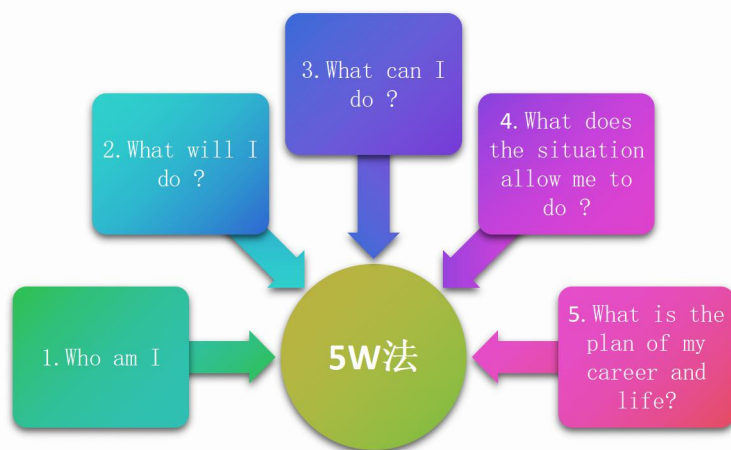 1.Who am I
2.What will I
do ?
3.What can I
do ?
4.What does
the situation
allow me to
do ?
5.What is the
plan of my
career and
life?
5W法